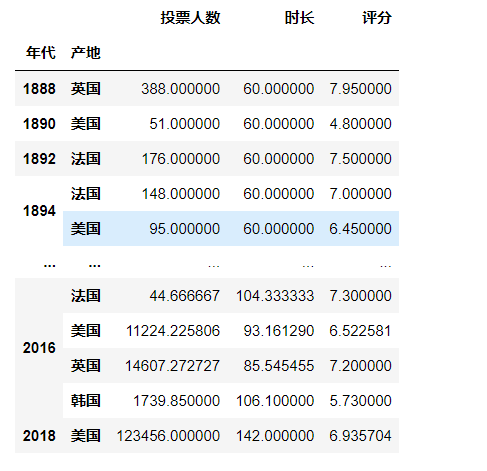 投票人数 时长 评分
年代 产地
1888 英国 388.000000 60.000000 7.950000
1890 美国 51.000000 60.000000 4.800000
1892 法国 176.000000 60.000000 7.500000
1894 法国 148.000000 60.000000 7.000000
美国 95.000000 60.000000 6.450000
... ... ... ... ...
2016 法国 44.666667 104.333333 7.300000
美国 11224.225806 93.161290 6.522581
英国 14607.272727 85.545455 7.200000
韩国 1739.850000 106.100000 5.730000
2018 美国 123456.000000 142.000000 6.935704